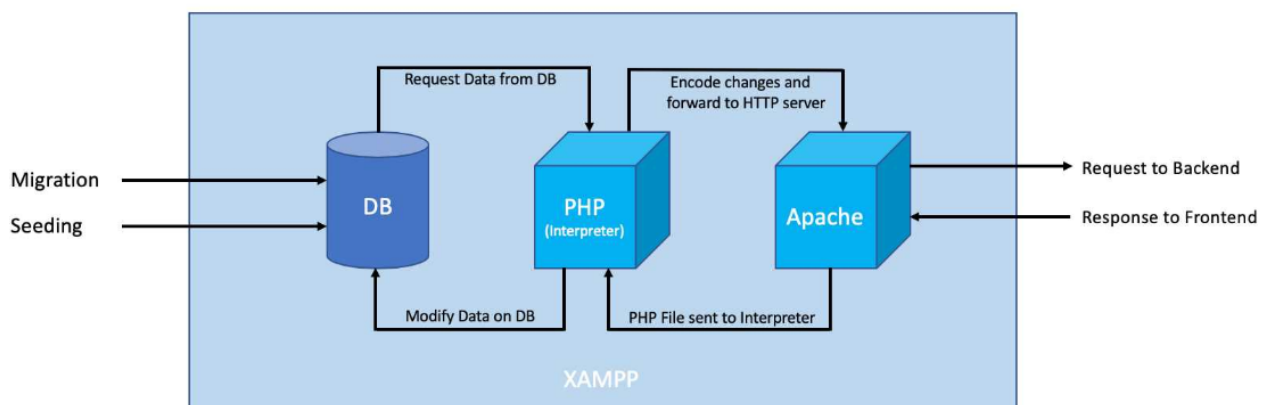 Request Data from DB
Encode changes and
forward to HTTP server
Migration
Seeding
DB
PHP
(Interpreter)
Apache
Request to Backend
Response to Frontend
Modify Data on DB
PHP File sent to Interpreter
XAMPP